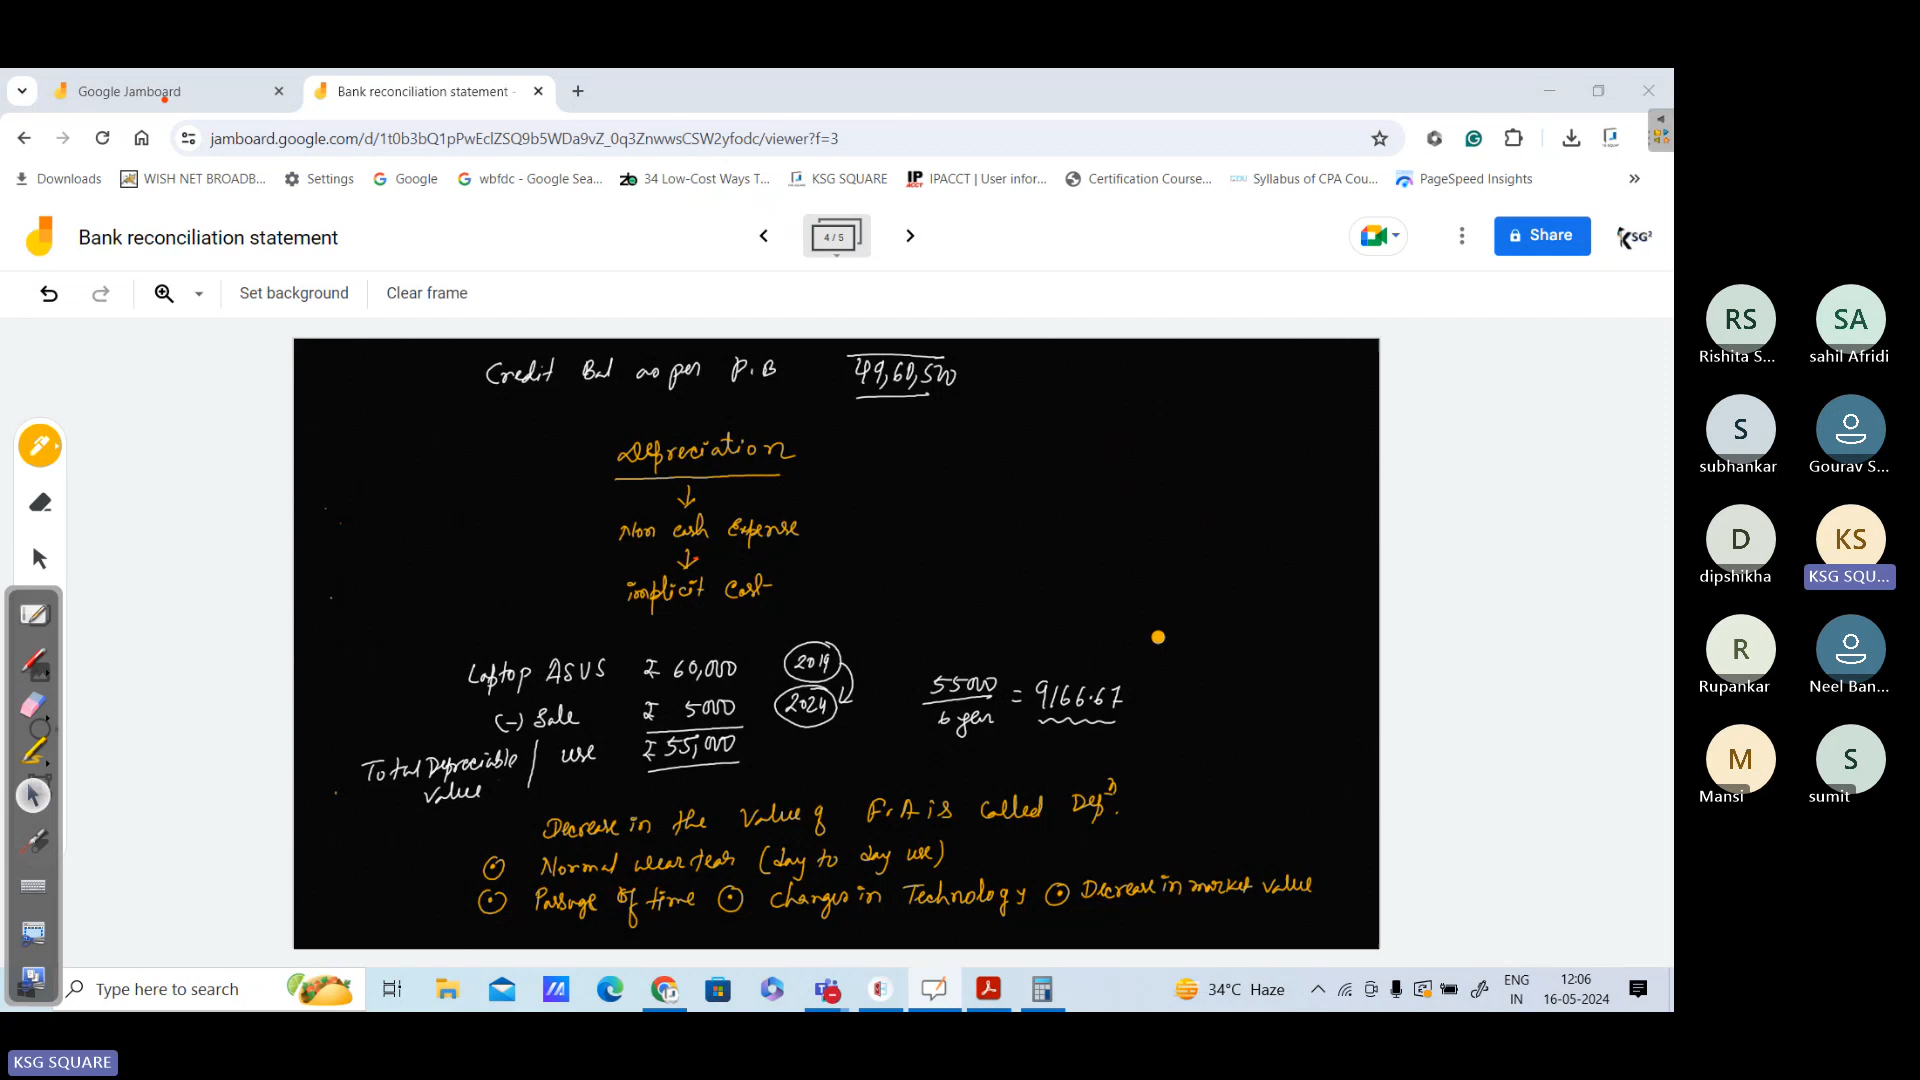 Google Jamboard
Bank reconciliation statement -
jamboard.google.com/d/1t0b3bQ1pPwEclZSQ9b5WDa9vZ_0q3ZnwwsCSW2yfodc/viewer?f=3
Downloads WISH NET BROADB... Settings Google wbfdc - Google Sea... 34 Low-Cost Ways T... KSG SQUARE IPACCT | User infor... Certification Course... Syllabus of CPA Cou... PageSpeed Insights
Bank reconciliation statement
4 / 5
Share
KSG²
Set background Clear frame
Credit Bal as per P.B 49,60,500
Depreciation
Non cash Expense
implicit Cost
Laptop ASUS ₹ 60,000 2019
(-) Sale ₹ 5000 2024
Total Depreciable value / use ₹ 55,000
55000 / 6 year = 9166.67
Decrease in the Value of F.A is Called Depn.
Normal wear tear (day to day use)
Passage of time Changes in Technology Decrease in market value
RS
Rishita S...
SA
sahil Afridi
S
subhankar
Gourav S...
D
dipshikha
KS
KSG SQU...
R
Rupankar
Neel Ban...
M
Mansi
S
sumit
Type here to search
34°C Haze
ENG
IN
12:06
16-05-2024
KSG SQUARE